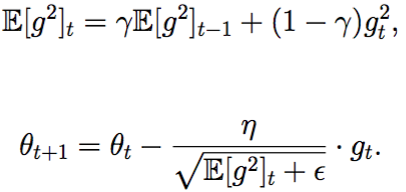 𝔼[g²]ₜ = γ𝔼[g²]ₜ₋₁ + (1 − γ)gₜ²,
θₜ₊₁ = θₜ − η / √(𝔼[g²]ₜ + ϵ) · gₜ.